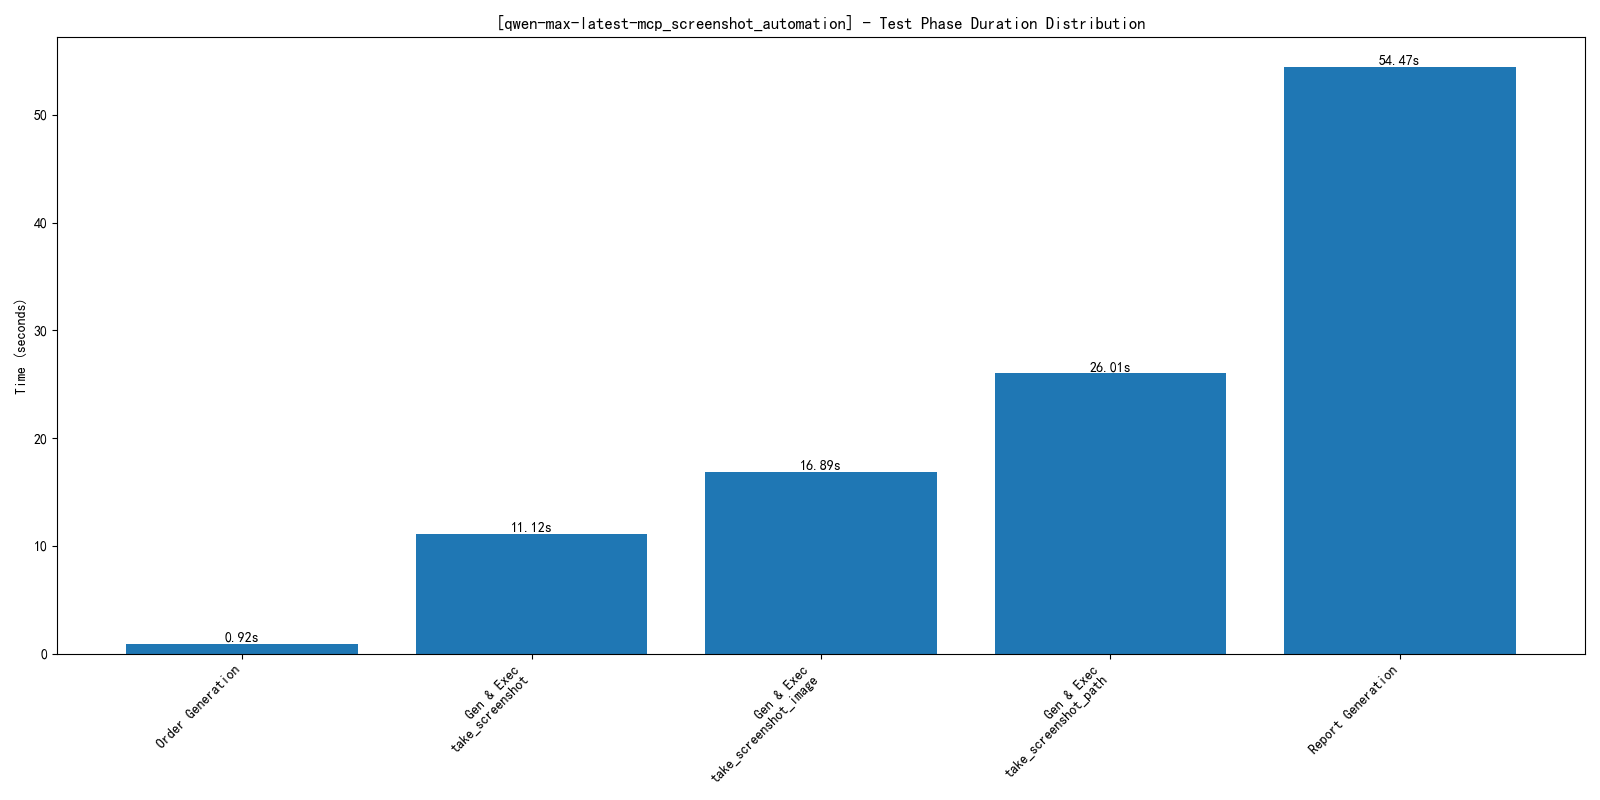 [qwen-max-latest-mcp_screenshot_automation] - Test Phase Duration Distribution
Time (seconds)
50
40
30
20
10
0
0.92s
11.12s
16.89s
26.01s
54.47s
Order Generation
Gen & Exec
take_screenshot
Gen & Exec
take_screenshot_image
Gen & Exec
take_screenshot_path
Report Generation